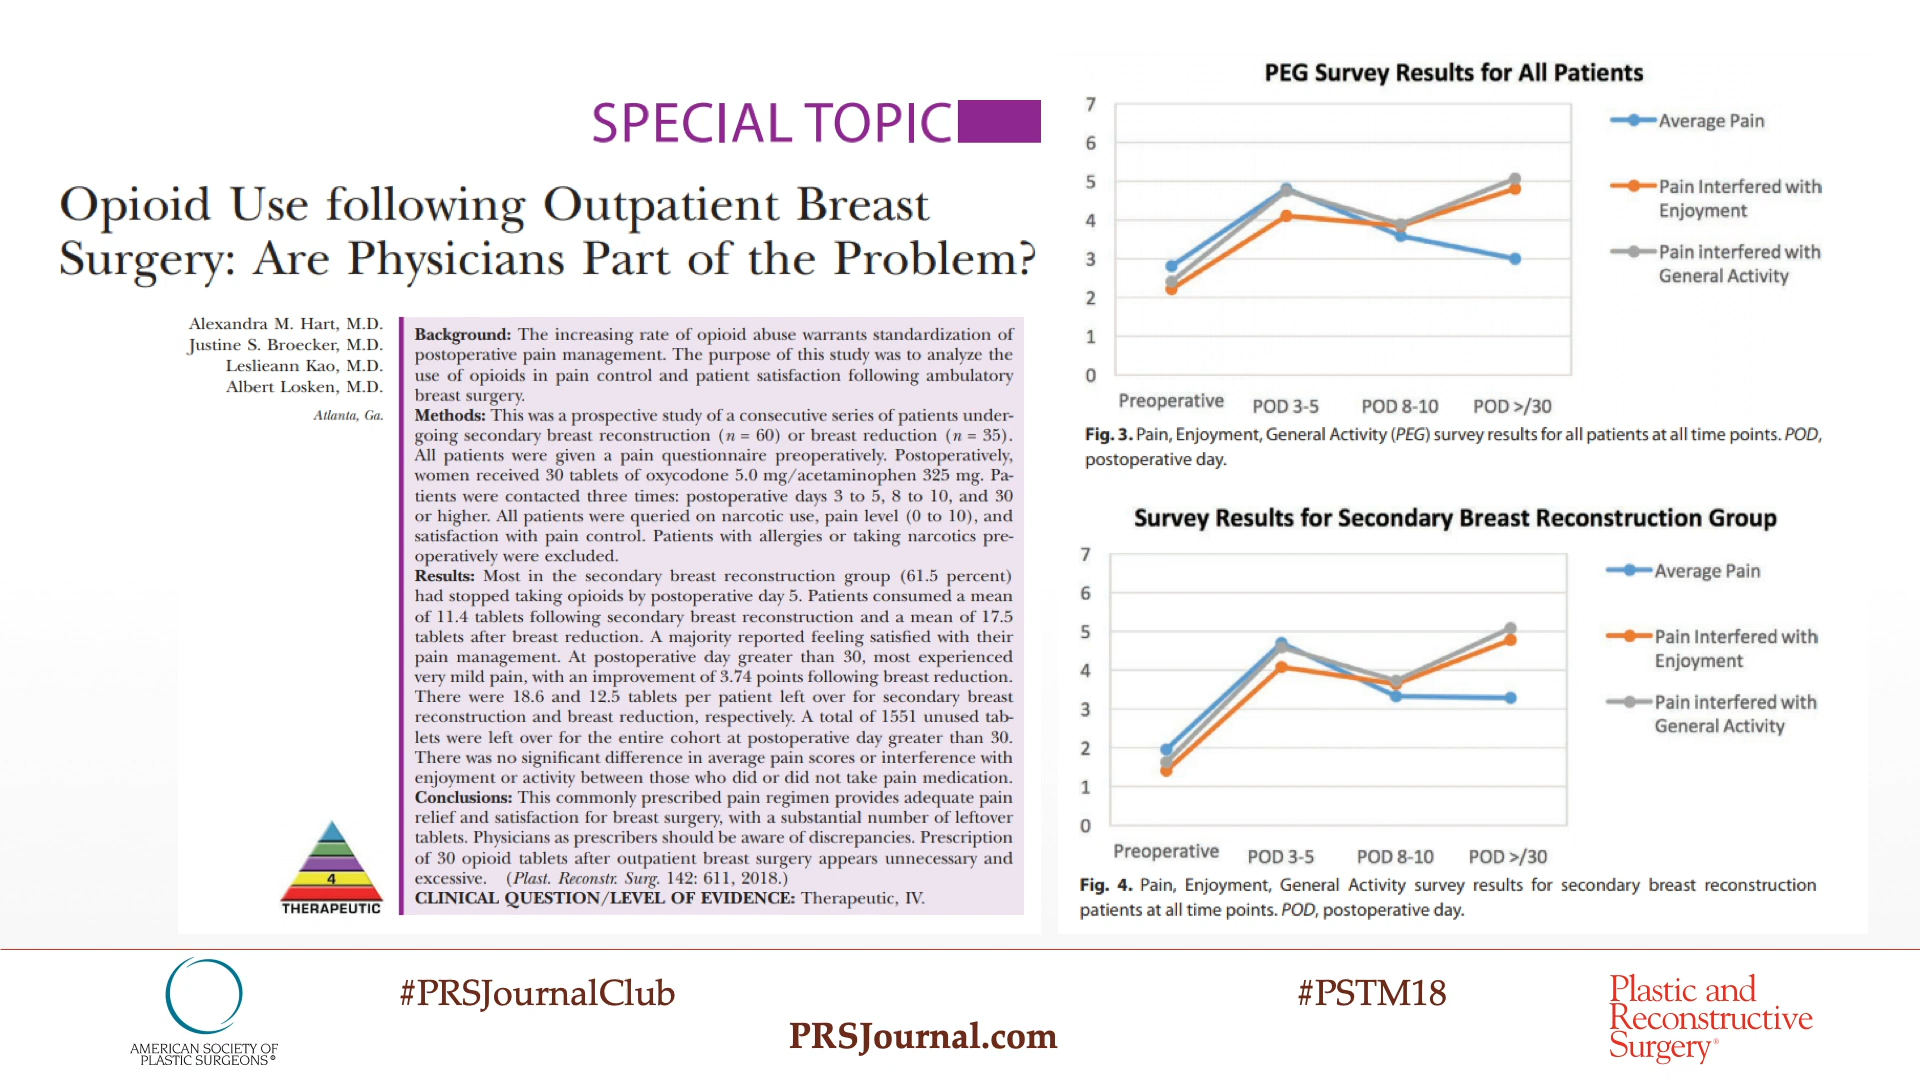 SPECIAL TOPIC
Opioid Use following Outpatient Breast
Surgery: Are Physicians Part of the Problem?
Alexandra M. Hart, M.D.
Justine S. Broecker, M.D.
Leslieann Kao, M.D.
Albert Losken, M.D.
Atlanta, Ga.
Background: The increasing rate of opioid abuse warrants standardization of
postoperative pain management. The purpose of this study was to analyze the
use of opioids in pain control and patient satisfaction following ambulatory
breast surgery.
Methods: This was a prospective study of a consecutive series of patients under-
going secondary breast reconstruction (n = 60) or breast reduction (n = 35).
All patients were given a pain questionnaire preoperatively. Postoperatively,
women received 30 tablets of oxycodone 5.0 mg/acetaminophen 325 mg. Pa-
tients were contacted three times: postoperative days 3 to 5, 8 to 10, and 30
or higher. All patients were queried on narcotic use, pain level (0 to 10), and
satisfaction with pain control. Patients with allergies or taking narcotics pre-
operatively were excluded.
Results: Most in the secondary breast reconstruction group (61.5 percent)
had stopped taking opioids by postoperative day 5. Patients consumed a mean
of 11.4 tablets following secondary breast reconstruction and a mean of 17.5
tablets after breast reduction. A majority reported feeling satisfied with their
pain management. At postoperative day greater than 30, most experienced
very mild pain, with an improvement of 3.74 points following breast reduction.
There were 18.6 and 12.5 tablets per patient left over for secondary breast
reconstruction and breast reduction, respectively. A total of 1551 unused tab-
lets were left over for the entire cohort at postoperative day greater than 30.
There was no significant difference in average pain scores or interference with
enjoyment or activity between those who did or did not take pain medication.
Conclusions: This commonly prescribed pain regimen provides adequate pain
relief and satisfaction for breast surgery, with a substantial number of leftover
tablets. Physicians as prescribers should be aware of discrepancies. Prescription
of 30 opioid tablets after outpatient breast surgery appears unnecessary and
excessive. (Plast. Reconstr. Surg. 142: 611, 2018.)
CLINICAL QUESTION/LEVEL OF EVIDENCE: Therapeutic, IV.
4
THERAPEUTIC
PEG Survey Results for All Patients
7
6
5
4
3
2
1
0
Preoperative POD 3-5 POD 8-10 POD >/30
Average Pain
Pain Interfered with
Enjoyment
Pain interfered with
General Activity
Fig. 3. Pain, Enjoyment, General Activity (PEG) survey results for all patients at all time points. POD,
postoperative day.
Survey Results for Secondary Breast Reconstruction Group
7
6
5
4
3
2
1
0
Preoperative POD 3-5 POD 8-10 POD >/30
Average Pain
Pain Interfered with
Enjoyment
Pain interfered with
General Activity
Fig. 4. Pain, Enjoyment, General Activity survey results for secondary breast reconstruction
patients at all time points. POD, postoperative day.
AMERICAN SOCIETY OF
PLASTIC SURGEONS®
#PRSJournalClub
PRSJournal.com
#PSTM18
Plastic and
Reconstructive
Surgery®